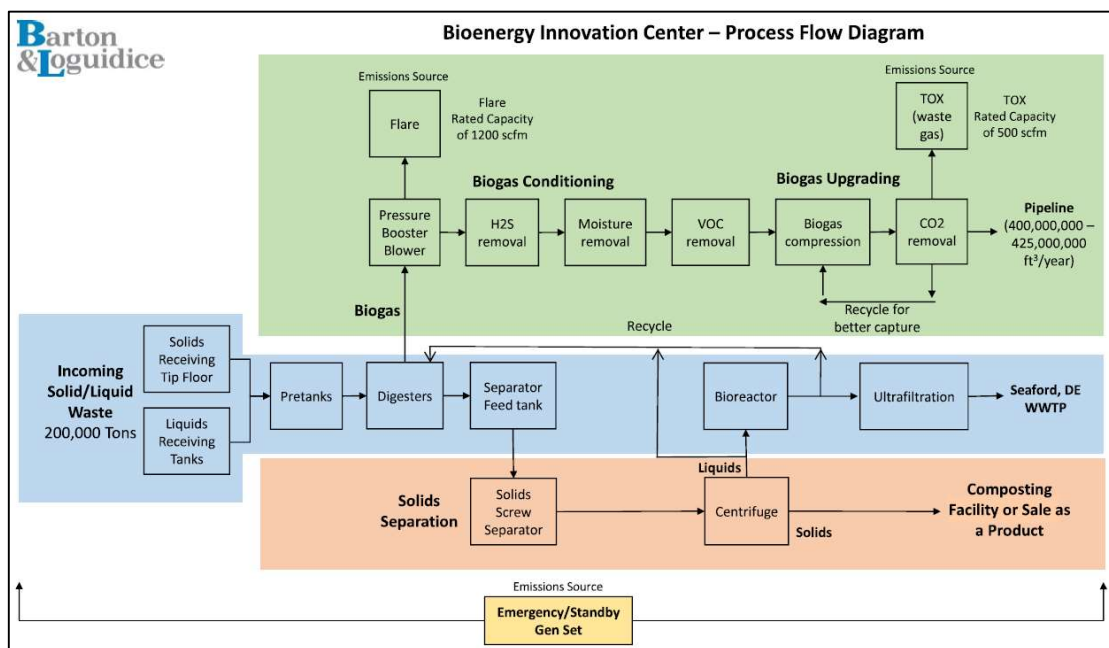 Barton
&Loguidice
Bioenergy Innovation Center – Process Flow Diagram
Emissions Source
Flare
Flare
Rated Capacity
of 1200 scfm
Emissions Source
TOX
(waste
gas)
TOX
Rated Capacity
of 500 scfm
Biogas Conditioning
Biogas Upgrading
Pressure
Booster
Blower
H2S
removal
Moisture
removal
VOC
removal
Biogas
compression
CO2
removal
Pipeline
(400,000,000 –
425,000,000
ft³/year)
Biogas
Recycle for
better capture
Recycle
Incoming
Solid/Liquid
Waste
200,000 Tons
Solids
Receiving
Tip Floor
Liquids
Receiving
Tanks
Pretanks
Digesters
Separator
Feed tank
Bioreactor
Ultrafiltration
Seaford, DE
WWTP
Solids
Separation
Solids
Screw
Separator
Liquids
Centrifuge
Solids
Composting
Facility or Sale as
a Product
Emissions Source
Emergency/Standby
Gen Set